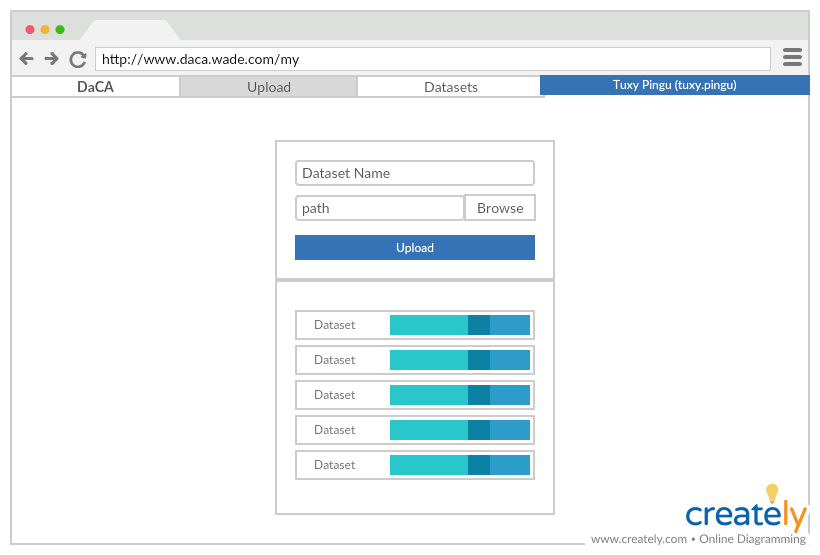 http://www.daca.wade.com/my
DaCA Upload Datasets Tuxy Pingu (tuxy.pingu)
Dataset Name
path Browse
Upload
Dataset
Dataset
Dataset
Dataset
Dataset
creately
www.creately.com • Online Diagramming